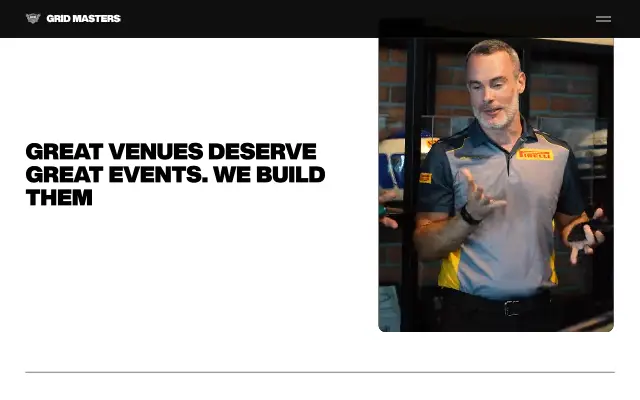 GRID MASTERS
GREAT VENUES DESERVE
GREAT EVENTS. WE BUILD
THEM
PIRELLI